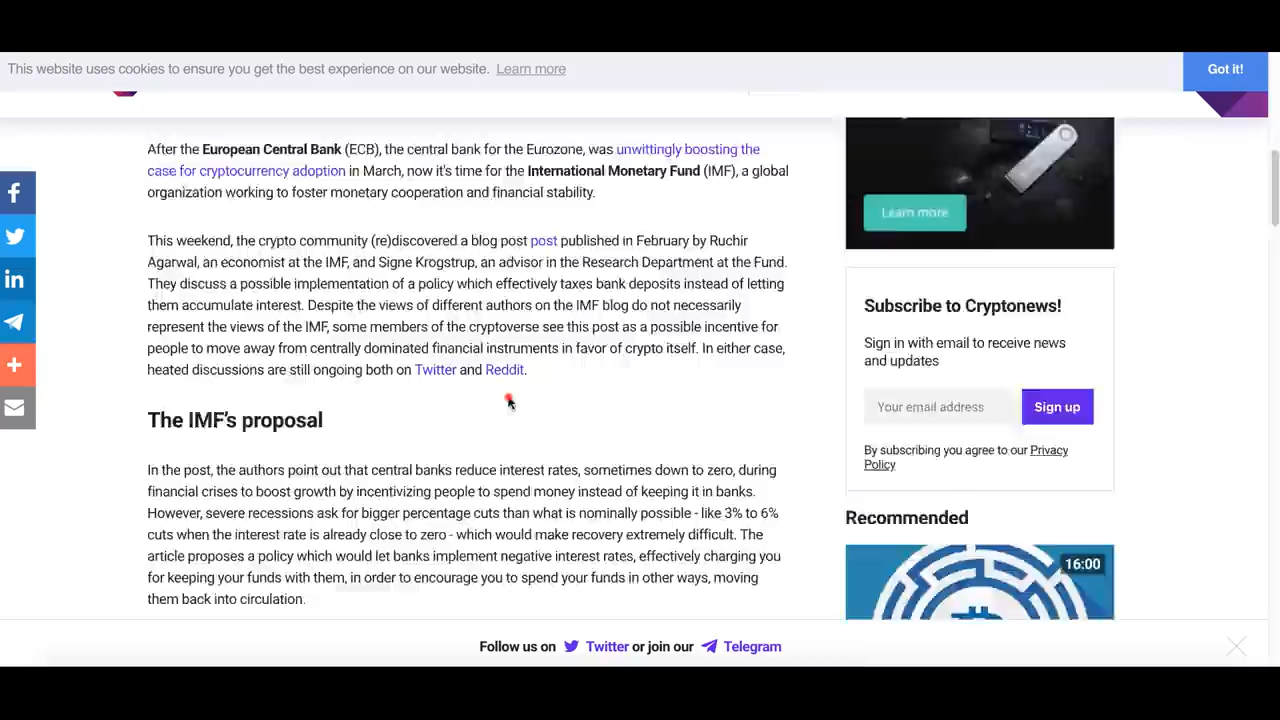 This website uses cookies to ensure you get the best experience on our website. Learn more
Got it!
After the European Central Bank (ECB), the central bank for the Eurozone, was unwittingly boosting the
case for cryptocurrency adoption in March, now it's time for the International Monetary Fund (IMF), a global
organization working to foster monetary cooperation and financial stability.
This weekend, the crypto community (re)discovered a blog post post published in February by Ruchir
Agarwal, an economist at the IMF, and Signe Krogstrup, an advisor in the Research Department at the Fund.
They discuss a possible implementation of a policy which effectively taxes bank deposits instead of letting
them accumulate interest. Despite the views of different authors on the IMF blog do not necessarily
represent the views of the IMF, some members of the cryptoverse see this post as a possible incentive for
people to move away from centrally dominated financial instruments in favor of crypto itself. In either case,
heated discussions are still ongoing both on Twitter and Reddit.
The IMF’s proposal
In the post, the authors point out that central banks reduce interest rates, sometimes down to zero, during
financial crises to boost growth by incentivizing people to spend money instead of keeping it in banks.
However, severe recessions ask for bigger percentage cuts than what is nominally possible - like 3% to 6%
cuts when the interest rate is already close to zero - which would make recovery extremely difficult. The
article proposes a policy which would let banks implement negative interest rates, effectively charging you
for keeping your funds with them, in order to encourage you to spend your funds in other ways, moving
them back into circulation.
Learn more
Subscribe to Cryptonews!
Sign in with email to receive news
and updates
Your email address
Sign up
By subscribing you agree to our Privacy
Policy
Recommended
16:00
Follow us on Twitter or join our Telegram